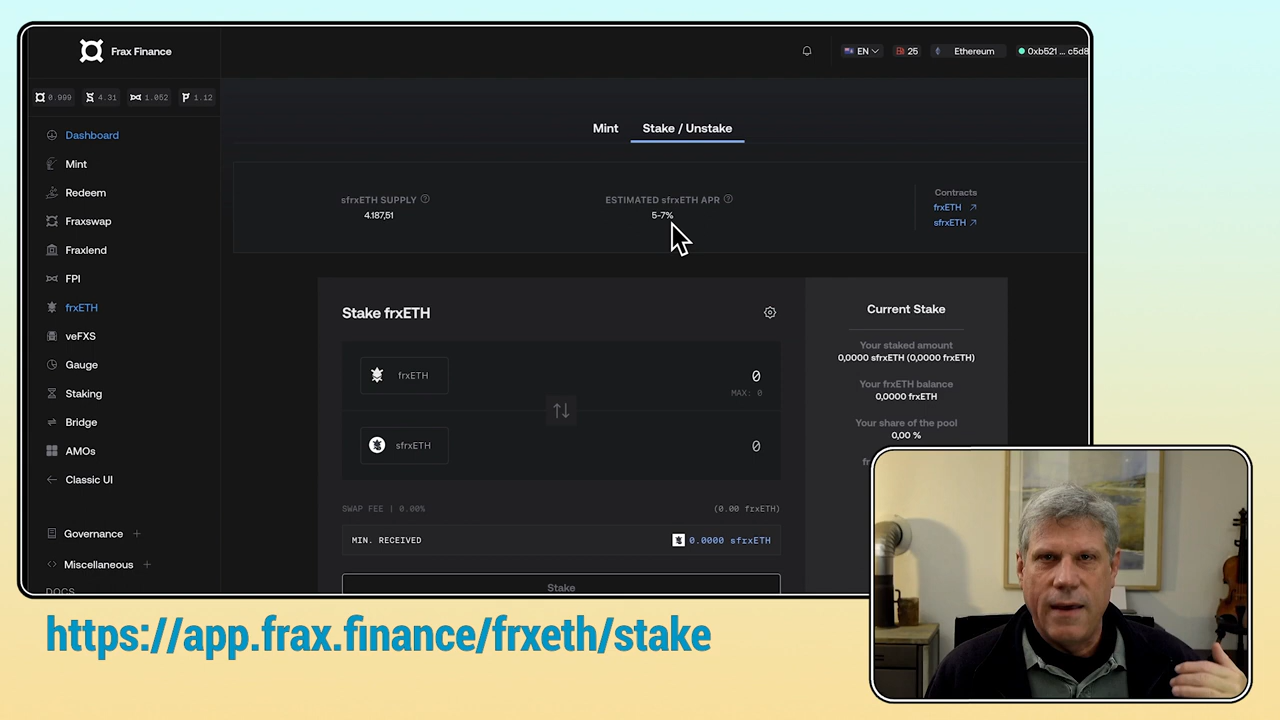 Frax Finance
EN
25
Ethereum
0xb521 ... c5d8
0.999
4.31
1.052
1.12
Dashboard
Mint
Redeem
Fraxswap
Fraxlend
FPI
frxETH
veFXS
Gauge
Staking
Bridge
AMOs
Classic UI
Governance
Miscellaneous
DOCS
Mint
Stake / Unstake
sfrxETH SUPPLY
4.187,51
ESTIMATED sfrxETH APR
5-7%
Contracts
frxETH
sfrxETH
Stake frxETH
frxETH
0
MAX: 0
sfrxETH
0
SWAP FEE | 0.00%
(0.00 frxETH)
MIN. RECEIVED
0.0000 sfrxETH
Stake
Current Stake
Your staked amount
0,0000 sfrxETH (0,0000 frxETH)
Your frxETH balance
0,0000 frxETH
Your share of the pool
0,00 %
https://app.frax.finance/frxeth/stake